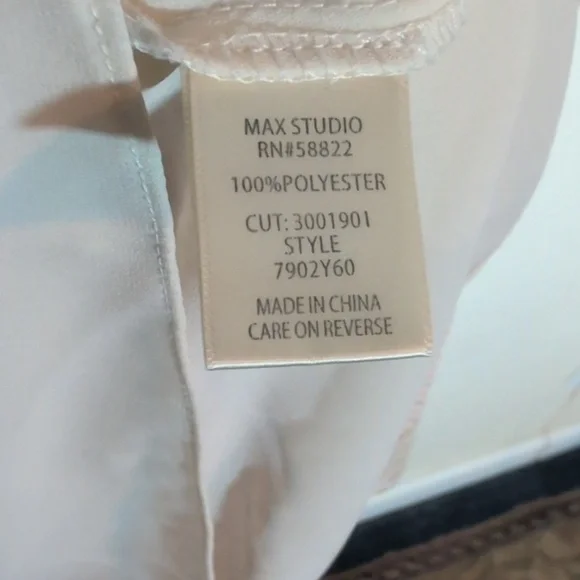 MAX STUDIO
RN#58822
100%POLYESTER
CUT: 3001901
STYLE
7902Y60
MADE IN CHINA
CARE ON REVERSE